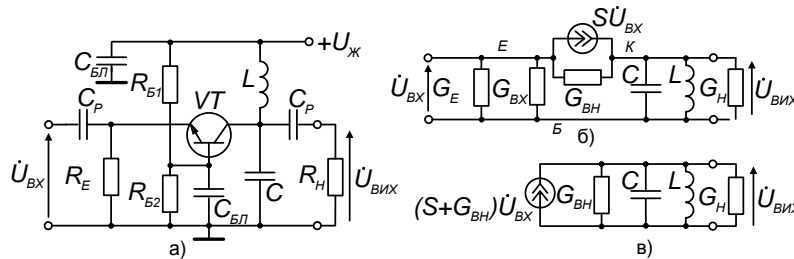 +U_Ж
C_БЛ
R_Б1
L
C_P
VT
C_P
U̇_ВХ
R_E
R_Б2
C_БЛ
C
R_Н
U̇_ВИХ
а)
SU̇_ВХ
E
К
U̇_ВХ
G_E
G_ВХ
G_ВН
C
L
G_Н
U̇_ВИХ
Б
б)
(S+G_ВН)U̇_ВХ
G_ВН
C
L
G_Н
U̇_ВИХ
в)